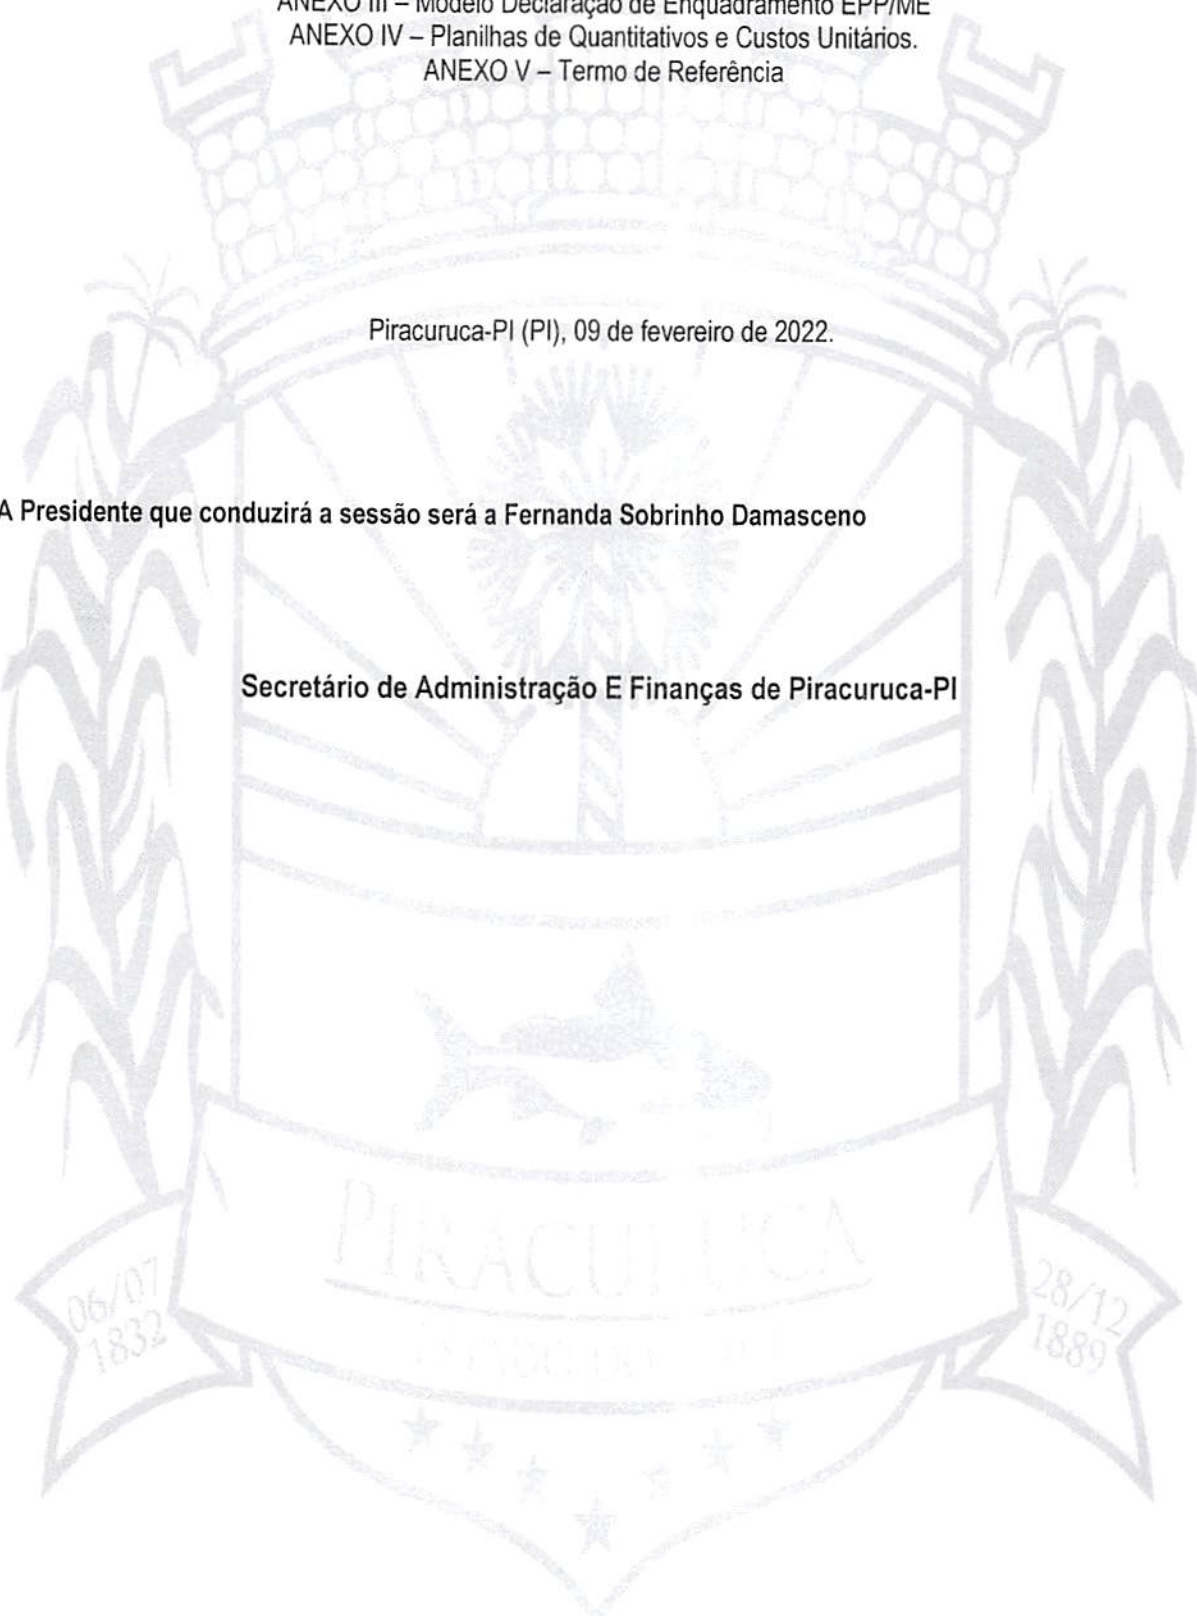 ANEXO III – Modelo Declaração de Enquadramento EPP/ME
ANEXO IV – Planilhas de Quantitativos e Custos Unitários.
ANEXO V – Termo de Referência
Piracuruca-PI (PI), 09 de fevereiro de 2022.
A Presidente que conduzirá a sessão será a Fernanda Sobrinho Damasceno
Secretário de Administração E Finanças de Piracuruca-PI
PIRACURUCA
ESTADO DO
06/07
1832
28/12
1889